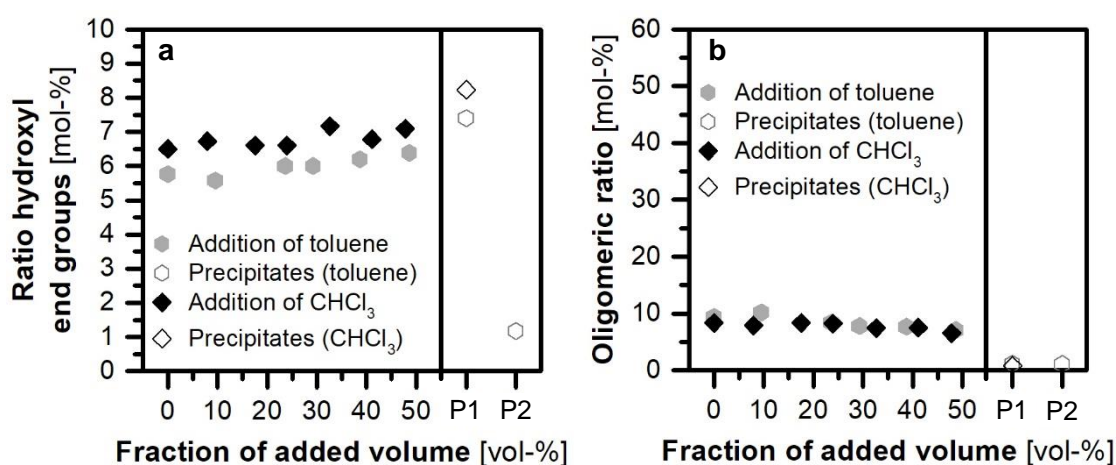 a
Ratio hydroxyl
end groups [mol-%]
10
9
8
7
6
5
4
3
2
1
0
Addition of toluene
Precipitates (toluene)
Addition of CHCl₃
Precipitates (CHCl₃)
0 10 20 30 40 50 P1 P2
Fraction of added volume [vol-%]
b
Oligomeric ratio [mol-%]
60
50
40
30
20
10
0
Addition of toluene
Precipitates (toluene)
Addition of CHCl₃
Precipitates (CHCl₃)
0 10 20 30 40 50 P1 P2
Fraction of added volume [vol-%]